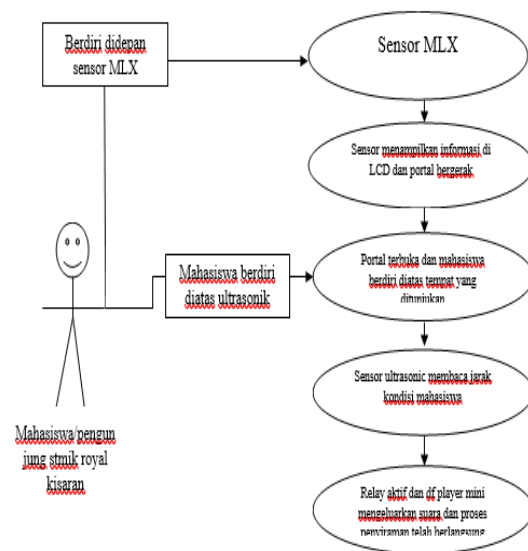 Berdiri didepan
sensor MLX
Sensor MLX
Sensor menampilkan informasi di
LCD dan portal bergerak
Mahasiswa berdiri
diatas ultrasonik
Portal terbuka dan mahasiswa
berdiri diatas tempat yang
ditunjukan
Sensor ultrasonic membaca jarak
kondisi mahasiswa
Mahasiswa/pengun
jung stmik royal
kisaran
Relay aktif dan df player mini
mengeluarkan suara dan proses
penyiraman telah berlangsung